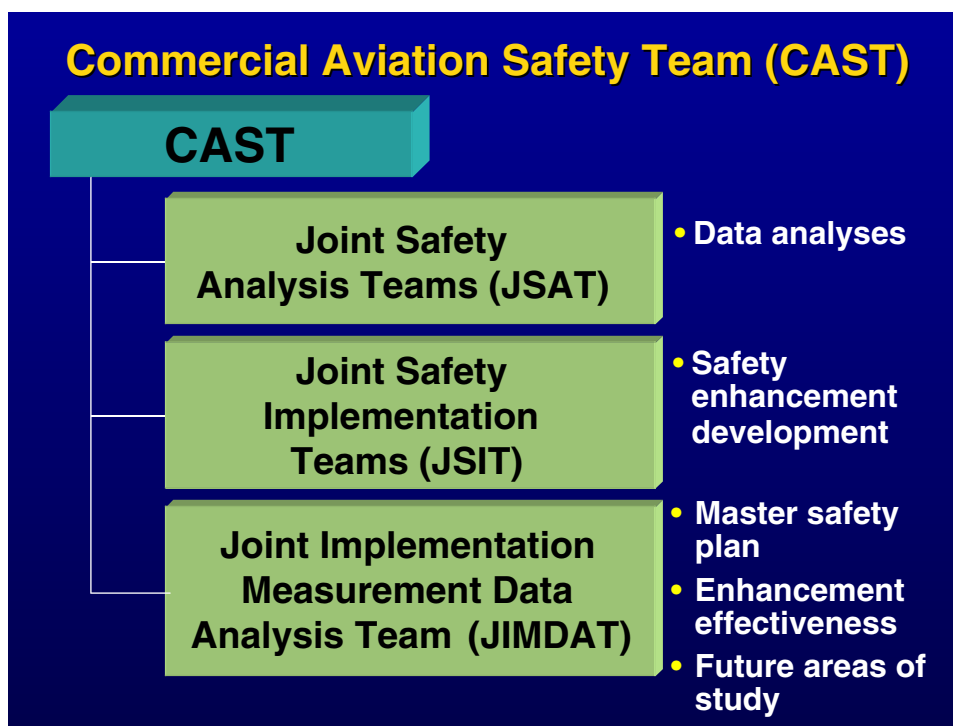 Commercial Aviation Safety Team (CAST)
CAST
Joint Safety
Analysis Teams (JSAT)
• Data analyses
Joint Safety
Implementation
Teams (JSIT)
• Safety
enhancement
development
Joint Implementation
Measurement Data
Analysis Team (JIMDAT)
• Master safety
plan
• Enhancement
effectiveness
• Future areas of
study